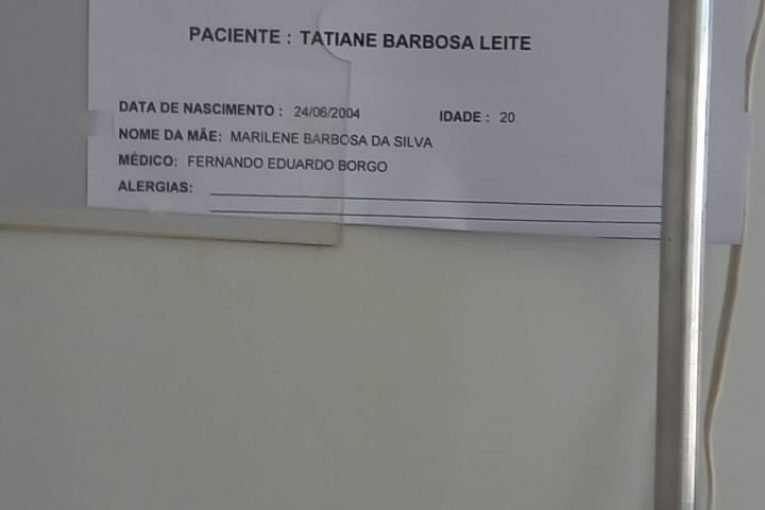 PACIENTE : TATIANE BARBOSA LEITE
DATA DE NASCIMENTO : 24/06/2004 IDADE : 20
NOME DA MÃE: MARILENE BARBOSA DA SILVA
MÉDICO: FERNANDO EDUARDO BORGO
ALERGIAS: